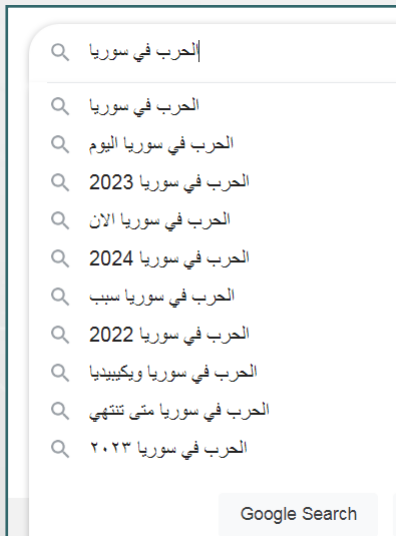 الحرب في سوريا
الحرب في سوريا
الحرب في سوريا اليوم
الحرب في سوريا 2023
الحرب في سوريا الان
الحرب في سوريا 2024
الحرب في سوريا سبب
الحرب في سوريا 2022
الحرب في سوريا ويكيبيديا
الحرب في سوريا متى تنتهي
الحرب في سوريا ٢٠٢٣
Google Search